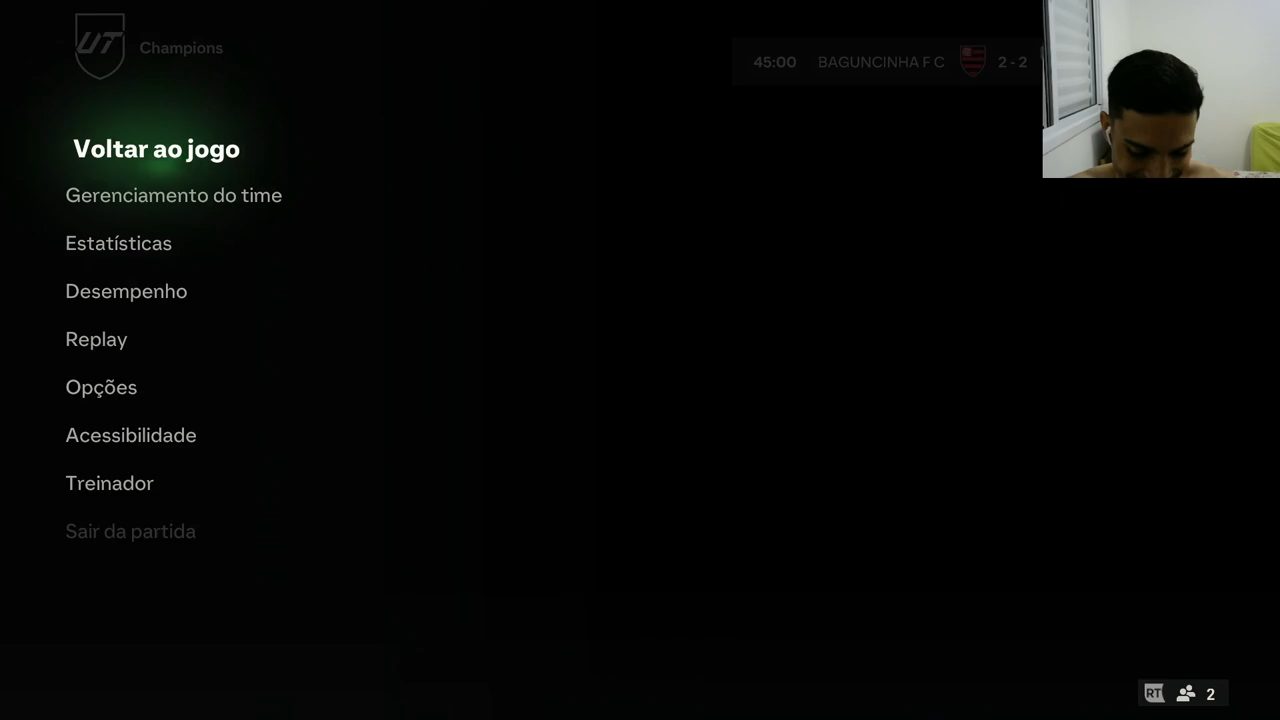 UT Champions
45:00 BAGUNCINHA F C 2 - 2
Voltar ao jogo
Gerenciamento do time
Estatísticas
Desempenho
Replay
Opções
Acessibilidade
Treinador
Sair da partida
RT 2